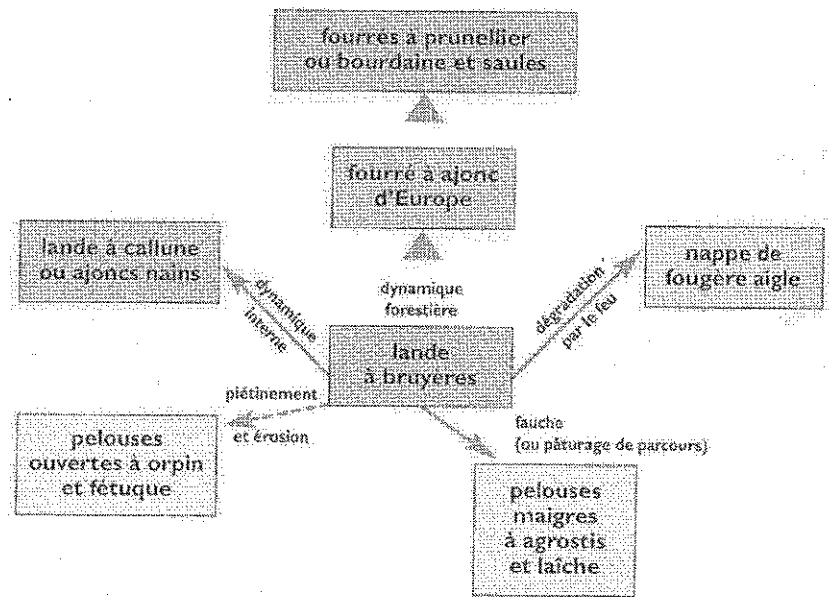 fourrés à prunellier
ou bourdaine et saules
fourré à ajonc
d'Europe
lande à callune
ou ajoncs nains
nappe de
fougère aigle
dynamique
interne
dynamique
forestière
dégradation
par le feu
lande
à bruyères
piétinement
et érosion
fauche
(ou pâturage de parcours)
pelouses
ouvertes à orpin
et fétuque
pelouses
maigres
à agrostis
et laîche